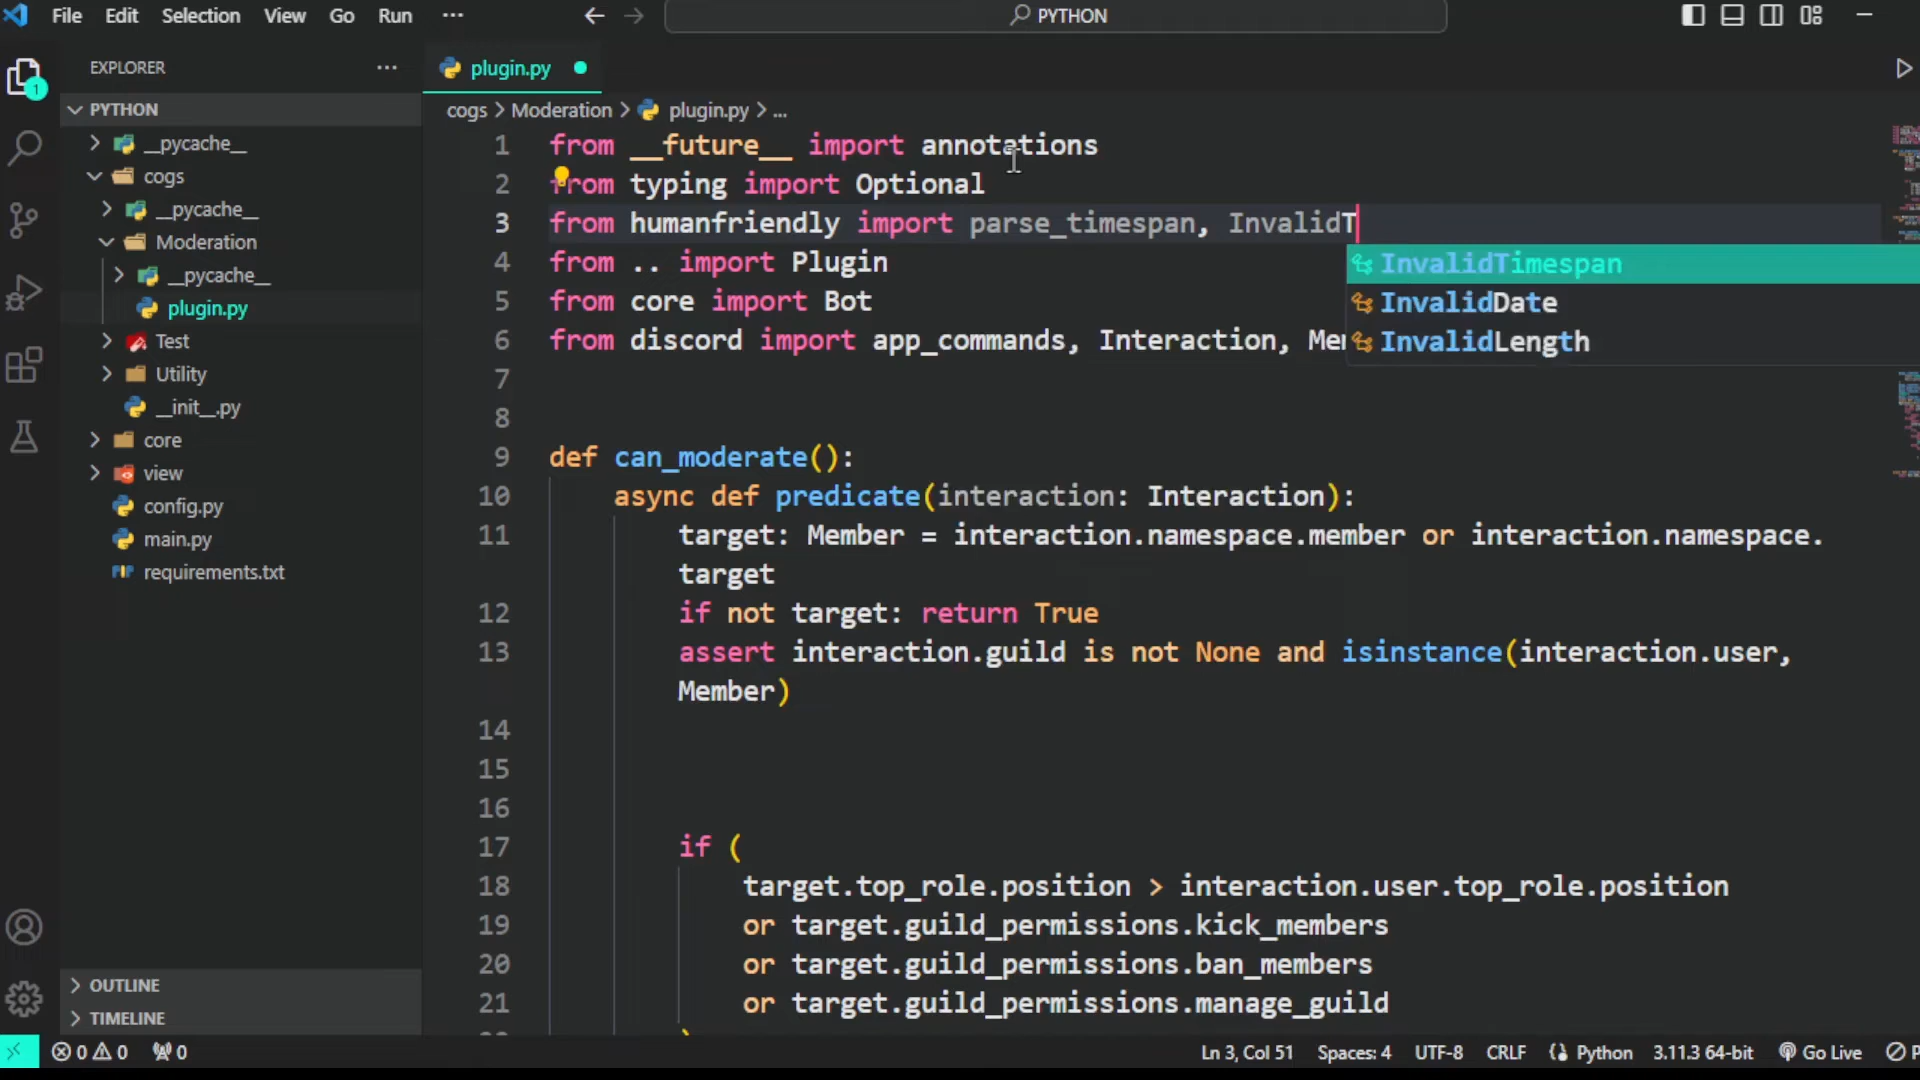 File Edit Selection View Go Run ··· PYTHON
EXPLORER ···
PYTHON
__pycache__
cogs
__pycache__
Moderation
__pycache__
plugin.py
Test
Utility
__init__.py
core
view
config.py
main.py
requirements.txt
OUTLINE
TIMELINE
1
plugin.py
cogs > Moderation > plugin.py > ...
1 from __future__ import annotations
2 from typing import Optional
3 from humanfriendly import parse_timespan, InvalidT
4 from .. import Plugin
5 from core import Bot
6 from discord import app_commands, Interaction, Mem
InvalidTimespan
InvalidDate
InvalidLength
7
8
9 def can_moderate():
10 async def predicate(interaction: Interaction):
11 target: Member = interaction.namespace.member or interaction.namespace.
target
12 if not target: return True
13 assert interaction.guild is not None and isinstance(interaction.user,
Member)
14
15
16
17 if (
18 target.top_role.position > interaction.user.top_role.position
19 or target.guild_permissions.kick_members
20 or target.guild_permissions.ban_members
21 or target.guild_permissions.manage_guild
)
0 0 0 Ln 3, Col 51 Spaces: 4 UTF-8 CRLF Python 3.11.3 64-bit Go Live